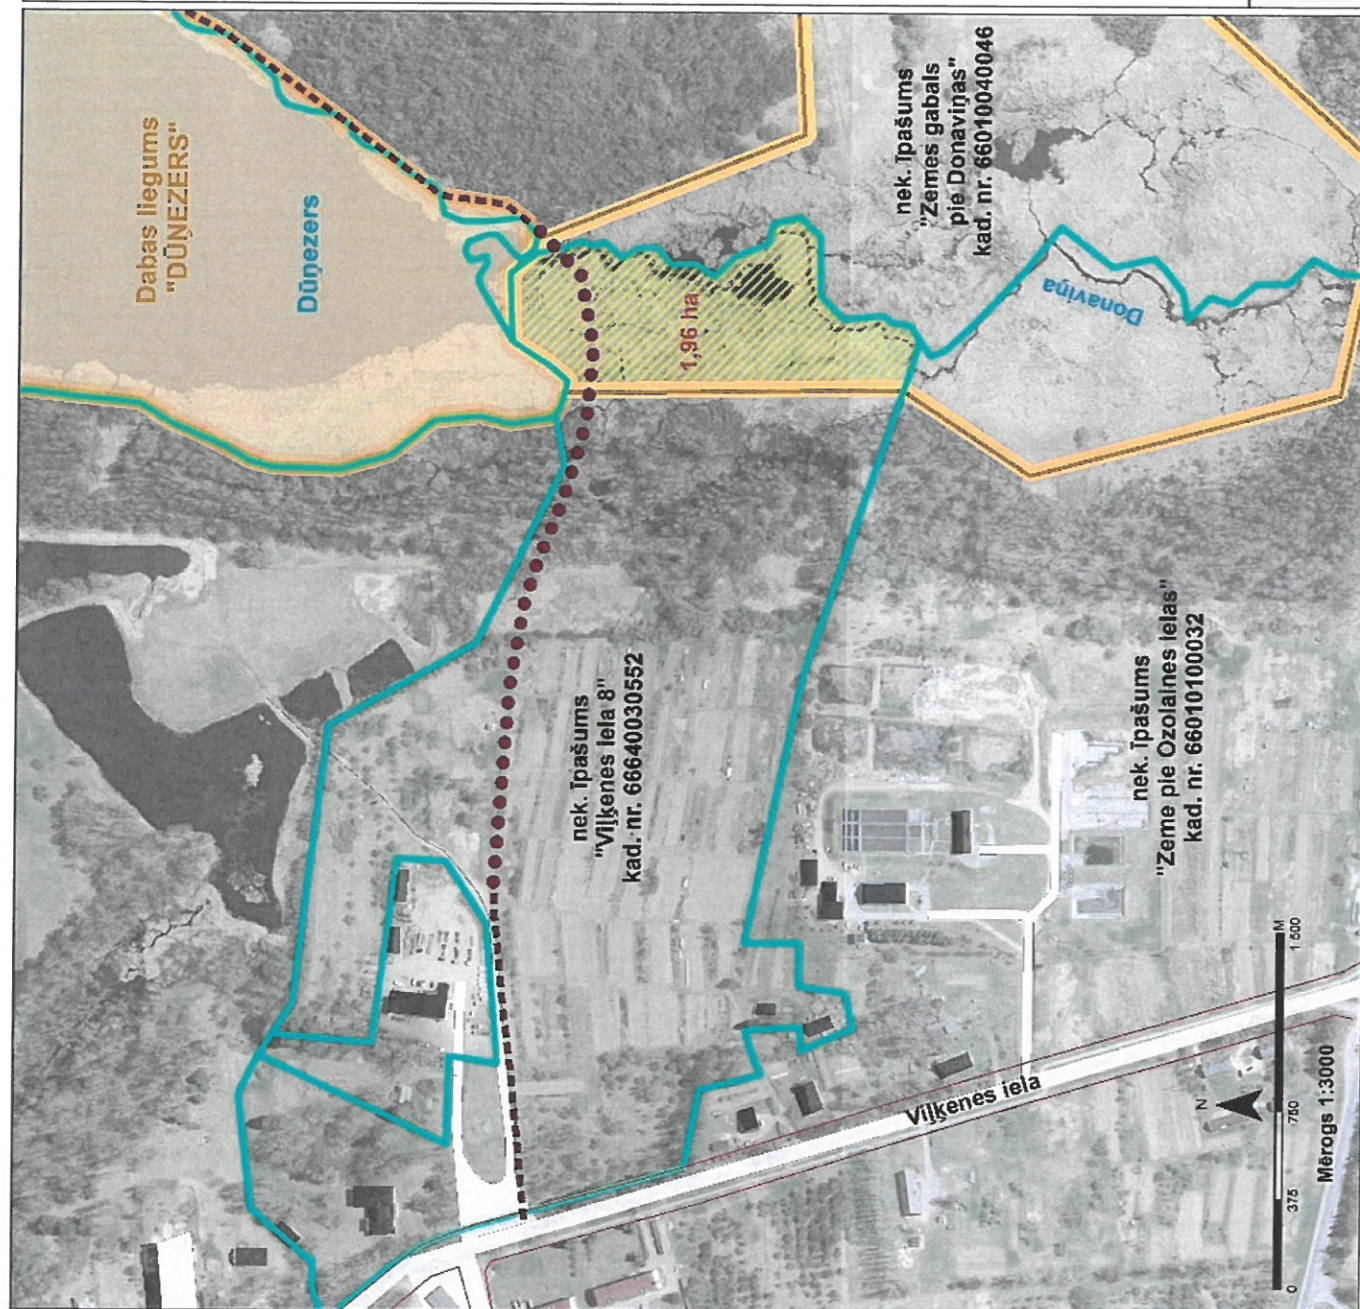 Dabas liegums
"DŪŅEZERS"
Dūņezers
nek. īpašums
"Zemes gabals
pie Donaviņas"
kad. nr. 66010040046
1,96 ha
Donaviņa
nek. īpašums
"Viļķenes iela 8"
kad. nr. 66640030552
nek. īpašums
"Zeme pie Ozolaines ielas"
kad. nr. 66010100032
Viļķenes iela
N
0 375 750 1 500
M
Mērogs 1:3000